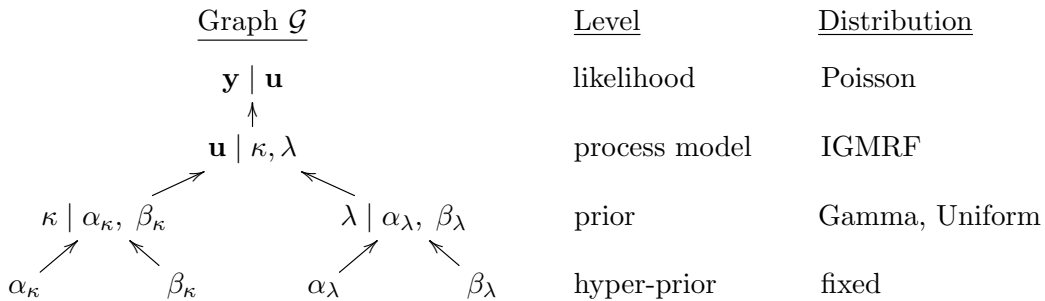 Graph 𝒢 Level Distribution
y | u likelihood Poisson
u | κ, λ process model IGMRF
κ | α_κ, β_κ λ | α_λ, β_λ prior Gamma, Uniform
α_κ β_κ α_λ β_λ hyper-prior fixed